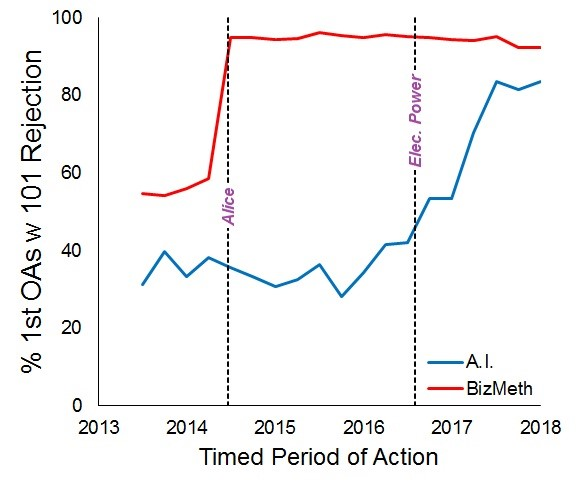 100
80
60
40
20
0
% 1st OAs w 101 Rejection
Alice
Elec. Power
A.I.
BizMeth
2013 2014 2015 2016 2017 2018
Timed Period of Action